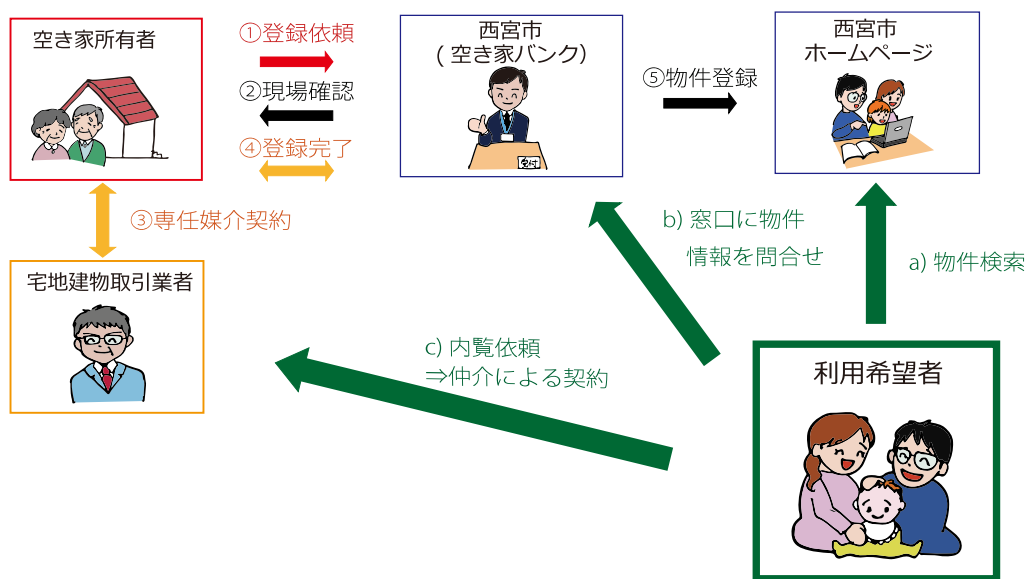 空き家所有者
①登録依頼
②現場確認
④登録完了
西宮市
(空き家バンク)
受付
⑤物件登録
西宮市
ホームページ
③専任媒介契約
宅地建物取引業者
b) 窓口に物件
情報を問合せ
a) 物件検索
c) 内覧依頼
⇒仲介による契約
利用希望者